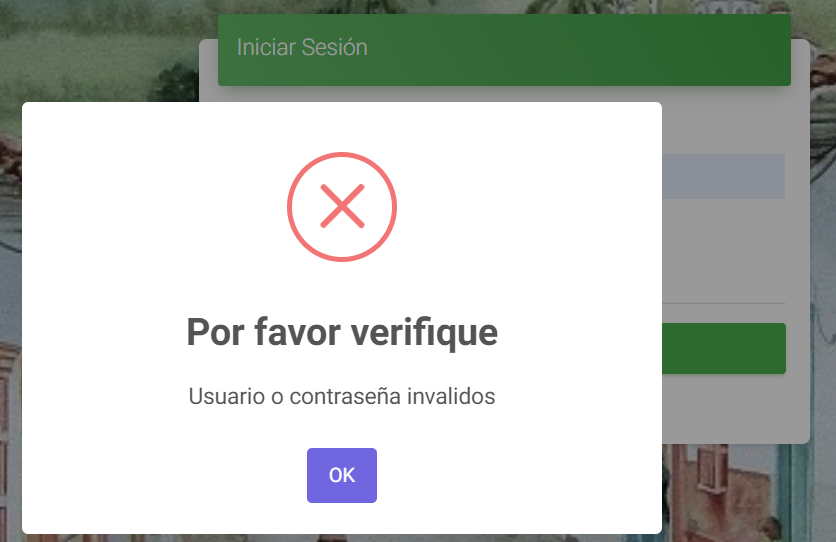 Iniciar Sesión
Por favor verifique
Usuario o contraseña invalidos
OK